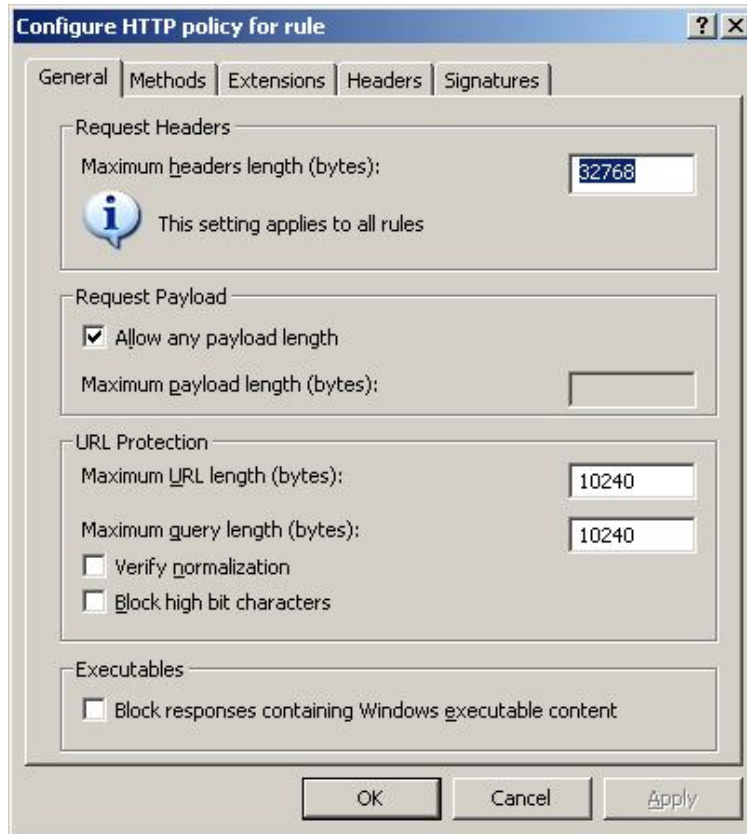 Configure HTTP policy for rule
General Methods Extensions Headers Signatures
Request Headers
Maximum headers length (bytes): 32768
This setting applies to all rules
Request Payload
Allow any payload length
Maximum payload length (bytes):
URL Protection
Maximum URL length (bytes): 10240
Maximum query length (bytes): 10240
Verify normalization
Block high bit characters
Executables
Block responses containing Windows executable content
OK Cancel Apply